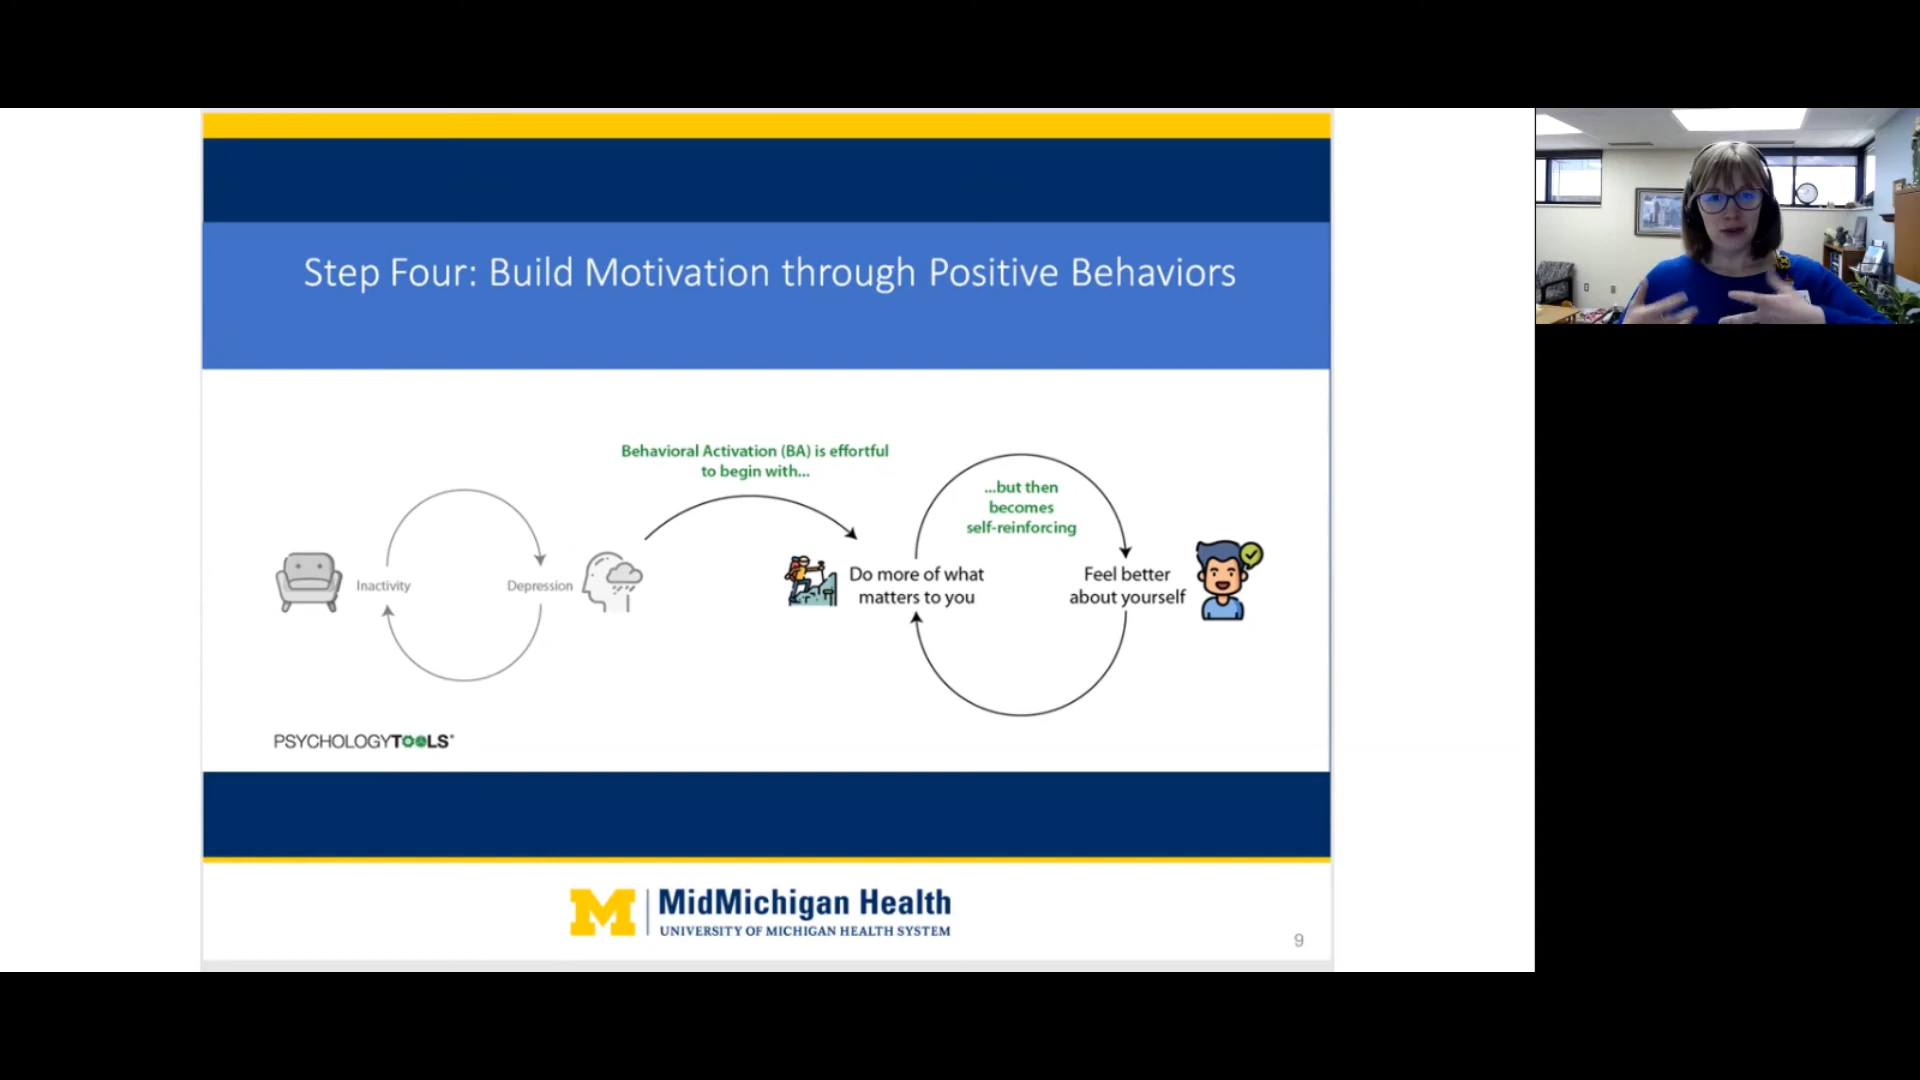 Step Four: Build Motivation through Positive Behaviors
Behavioral Activation (BA) is effortful
to begin with...
...but then
becomes
self-reinforcing
Inactivity
Depression
Do more of what
matters to you
Feel better
about yourself
PSYCHOLOGYTOOLS®
M MidMichigan Health
UNIVERSITY OF MICHIGAN HEALTH SYSTEM
9